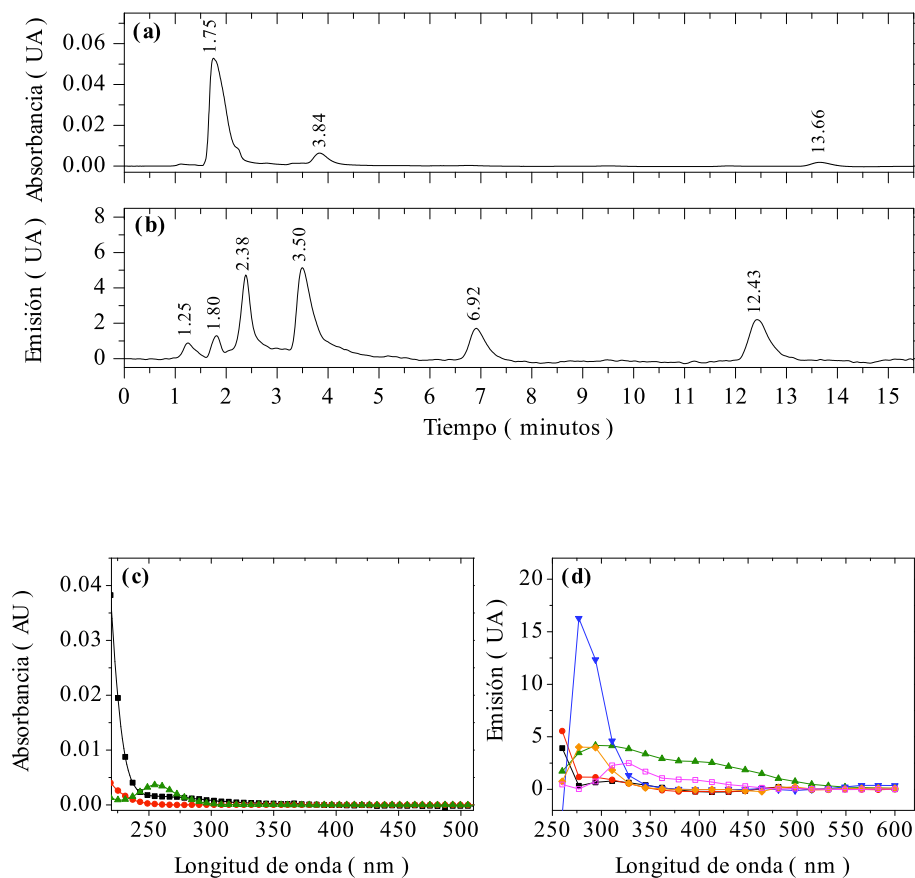 (a)
Absorbancia ( UA )
0.06
0.04
0.02
0.00
1.75
3.84
13.66
(b)
Emisión ( UA )
8
6
4
2
0
1.25
1.80
2.38
3.50
6.92
12.43
0 1 2 3 4 5 6 7 8 9 10 11 12 13 14 15
Tiempo ( minutos )
(c)
Absorbancia ( AU )
0.04
0.03
0.02
0.01
0.00
250 300 350 400 450 500
Longitud de onda ( nm )
(d)
Emisión ( UA )
20
15
10
5
0
250 300 350 400 450 500 550 600
Longitud de onda ( nm )